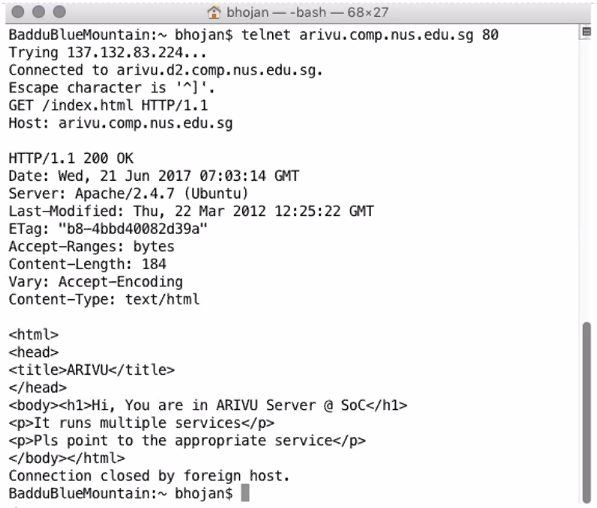 bhojan — -bash — 68×27
BadduBlueMountain:~ bhojan$ telnet arivu.comp.nus.edu.sg 80
Trying 137.132.83.224...
Connected to arivu.d2.comp.nus.edu.sg.
Escape character is '^]'.
GET /index.html HTTP/1.1
Host: arivu.comp.nus.edu.sg

HTTP/1.1 200 OK
Date: Wed, 21 Jun 2017 07:03:14 GMT
Server: Apache/2.4.7 (Ubuntu)
Last-Modified: Thu, 22 Mar 2012 12:25:22 GMT
ETag: "b8-4bbd40082d39a"
Accept-Ranges: bytes
Content-Length: 184
Vary: Accept-Encoding
Content-Type: text/html

<html>
<head>
<title>ARIVU</title>
</head>
<body><h1>Hi, You are in ARIVU Server @ SoC</h1>
<p>It runs multiple services</p>
<p>Pls point to the appropriate service</p>
</body></html>
Connection closed by foreign host.
BadduBlueMountain:~ bhojan$